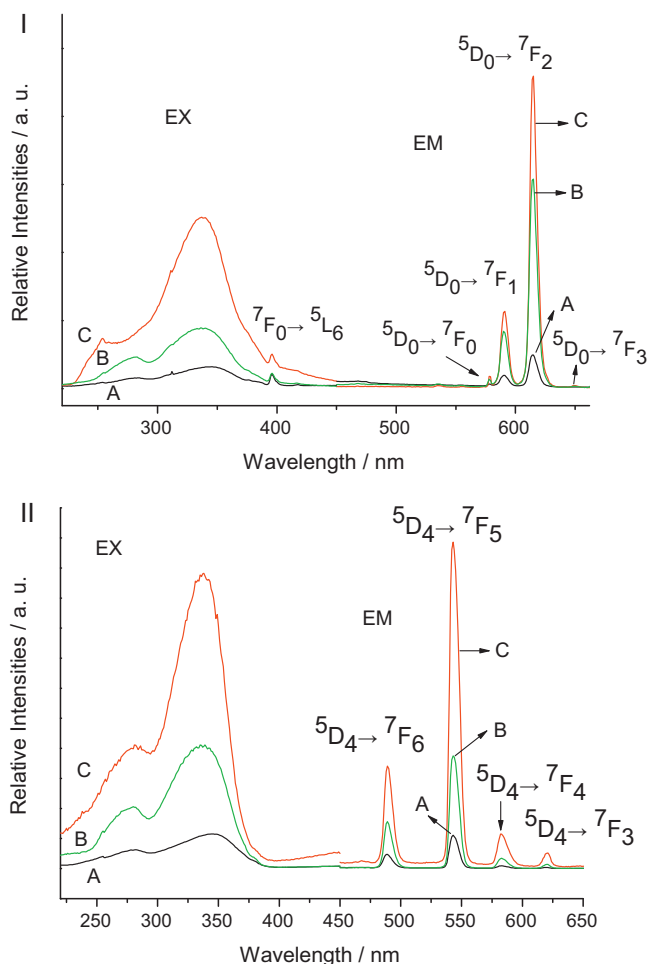 I
EX
EM
⁵D₀→ ⁷F₂
C
B
⁵D₀→ ⁷F₁
⁷F₀→ ⁵L₆
⁵D₀→ ⁷F₀
A
⁵D₀→ ⁷F₃
C
B
A
Relative Intensities / a. u.
300 350 400 450 500 600
Wavelength / nm
II
EX
EM
⁵D₄→ ⁷F₅
C
⁵D₄→ ⁷F₆
B
A
⁵D₄→ ⁷F₄
⁵D₄→ ⁷F₃
C
B
A
Relative Intensities / a. u.
250 300 350 400 450 500 550 600 650
Wavelength / nm